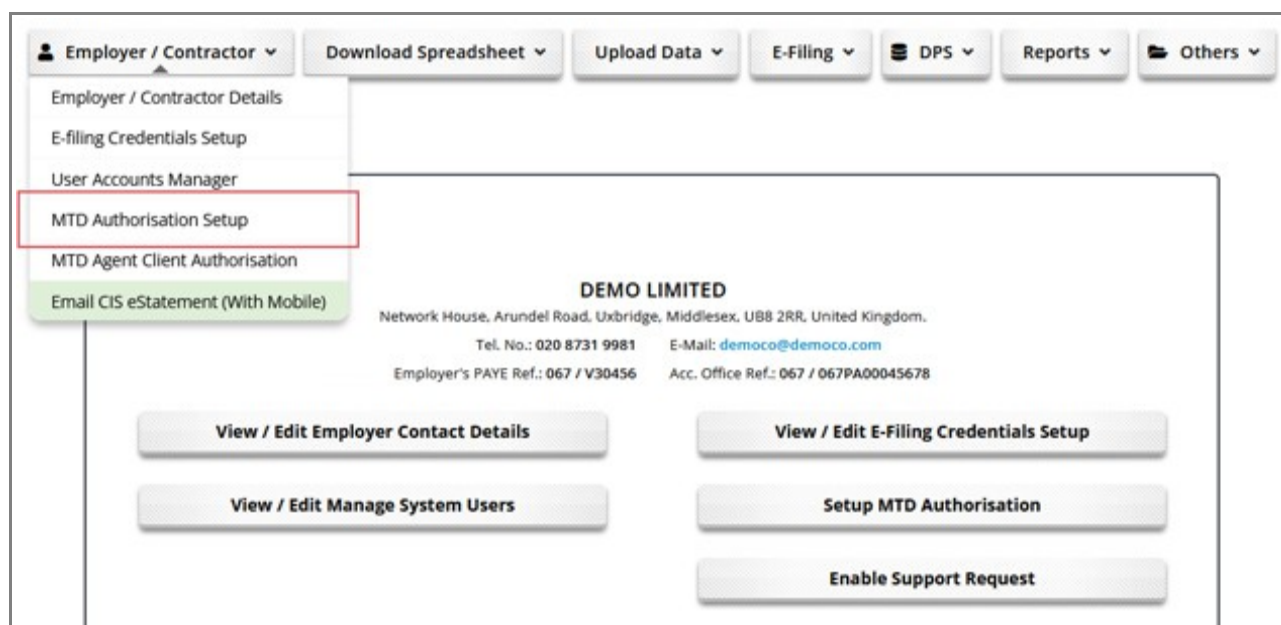 Employer / Contractor Download Spreadsheet Upload Data E-Filing DPS Reports Others
Employer / Contractor Details
E-filing Credentials Setup
User Accounts Manager
MTD Authorisation Setup
MTD Agent Client Authorisation
Email CIS eStatement (With Mobile)
DEMO LIMITED
Network House, Arundel Road, Uxbridge, Middlesex, UB8 2RR, United Kingdom.
Tel. No.: 020 8731 9981 E-Mail: democo@democo.com
Employer's PAYE Ref.: 067 / V30456 Acc. Office Ref.: 067 / 067PA00045678
View / Edit Employer Contact Details View / Edit E-Filing Credentials Setup
View / Edit Manage System Users Setup MTD Authorisation
Enable Support Request